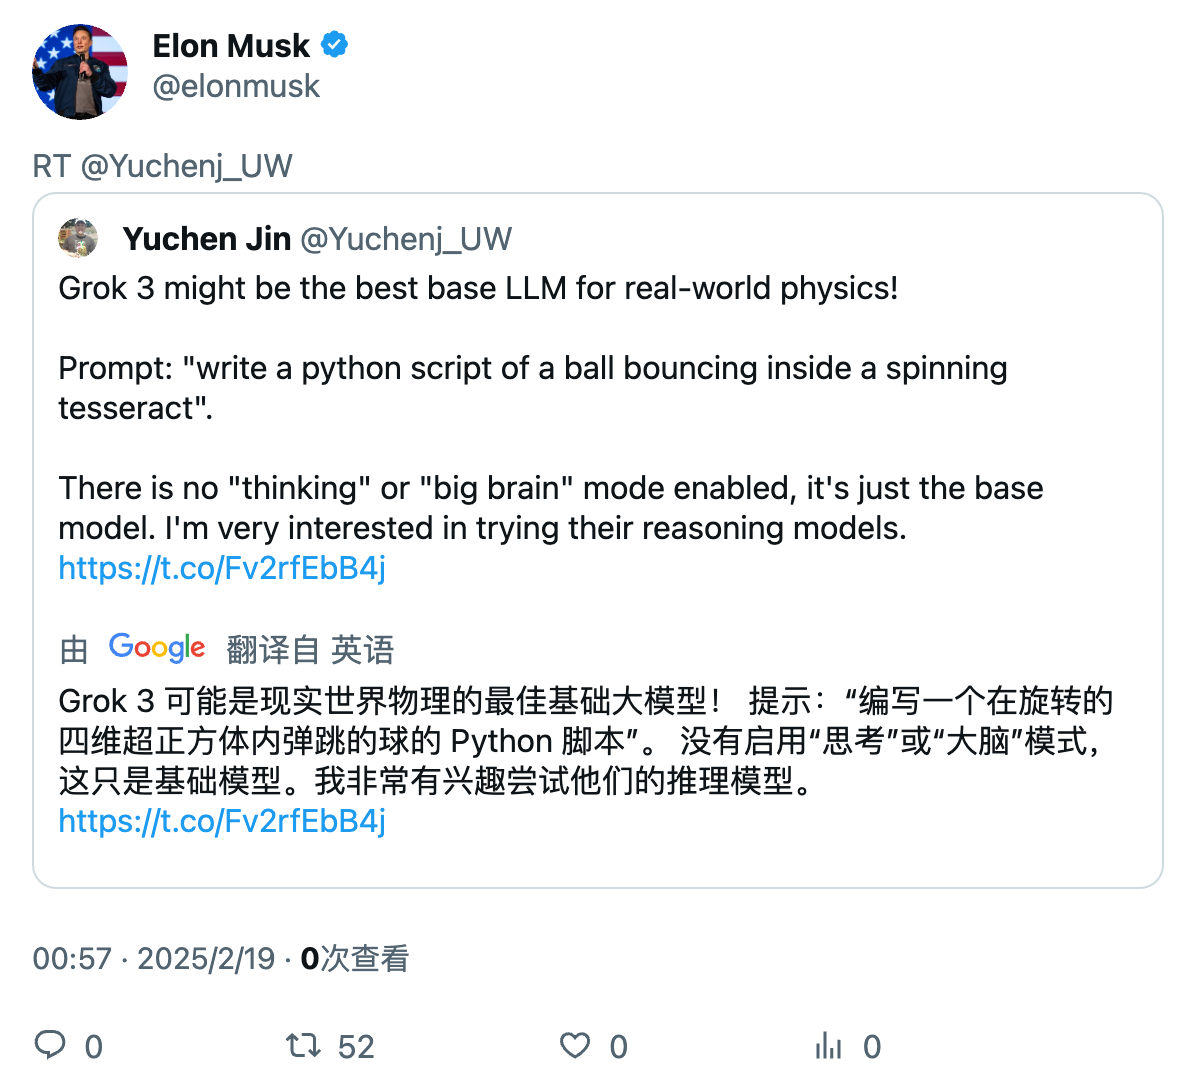 Elon Musk
@elonmusk
RT @Yuchenj_UW
Yuchen Jin @Yuchenj_UW
Grok 3 might be the best base LLM for real-world physics!
Prompt: "write a python script of a ball bouncing inside a spinning
tesseract".
There is no "thinking" or "big brain" mode enabled, it's just the base
model. I'm very interested in trying their reasoning models.
https://t.co/Fv2rfEbB4j
由 Google 翻译自 英语
Grok 3 可能是现实世界物理的最佳基础大模型！ 提示：“编写一个在旋转的
四维超正方体内弹跳的球的 Python 脚本”。 没有启用“思考”或“大脑”模式，
这只是基础模型。我非常有兴趣尝试他们的推理模型。
https://t.co/Fv2rfEbB4j
00:57 · 2025/2/19 · 0次查看
0 52 0 0